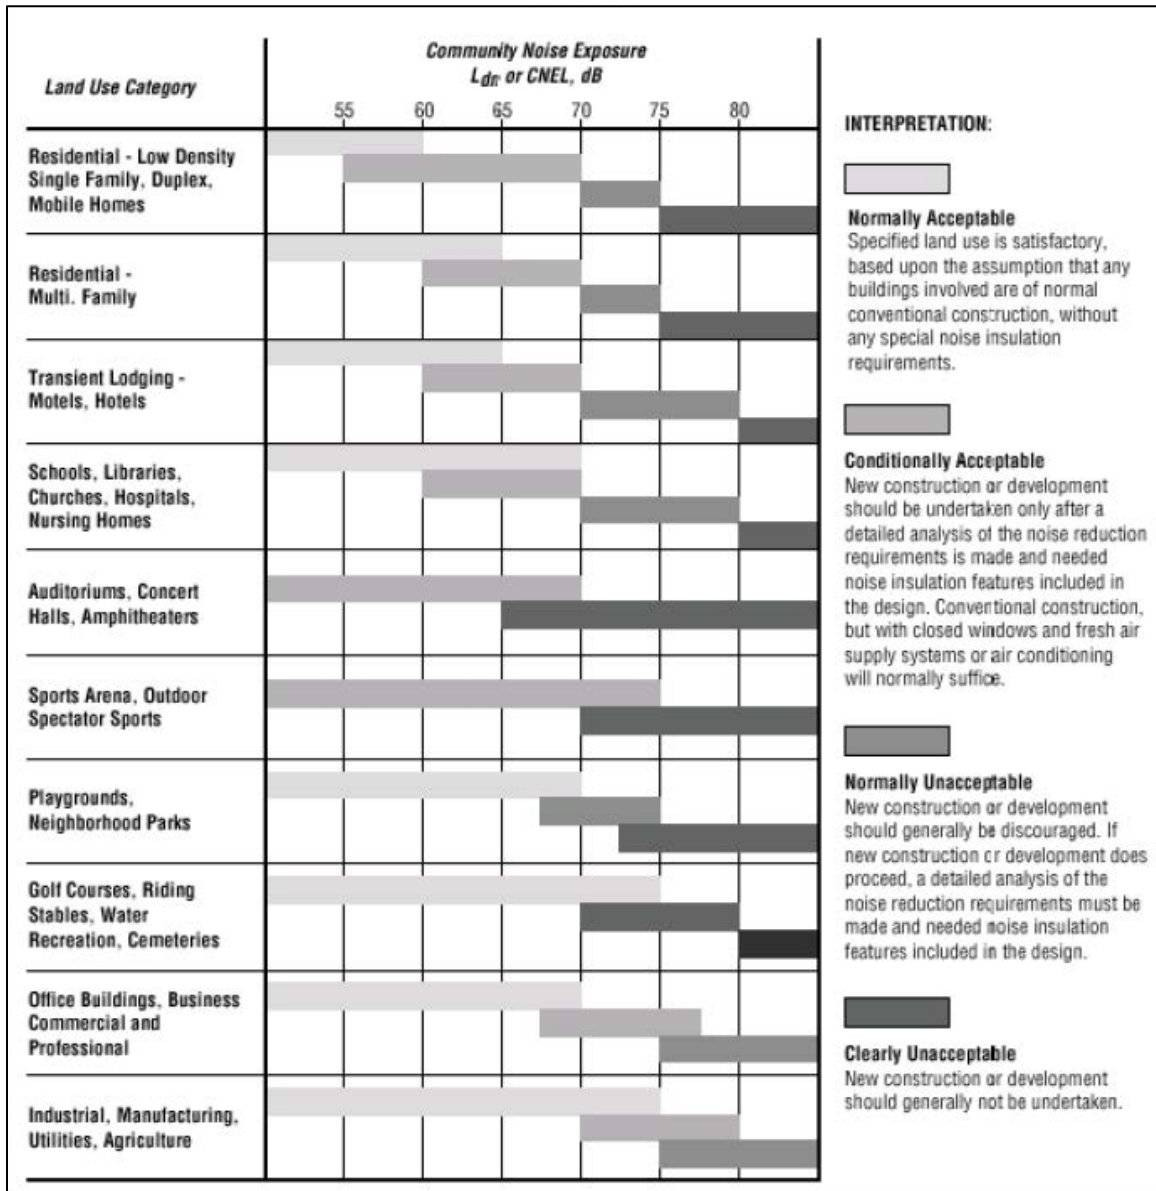 Land Use Category
Community Noise Exposure
Ldn or CNEL, dB
55 60 65 70 75 80
Residential - Low Density
Single Family, Duplex,
Mobile Homes
Residential -
Multi. Family
Transient Lodging -
Motels, Hotels
Schools, Libraries,
Churches, Hospitals,
Nursing Homes
Auditoriums, Concert
Halls, Amphitheaters
Sports Arena, Outdoor
Spectator Sports
Playgrounds,
Neighborhood Parks
Golf Courses, Riding
Stables, Water
Recreation, Cemeteries
Office Buildings, Business
Commercial and
Professional
Industrial, Manufacturing,
Utilities, Agriculture
INTERPRETATION:
Normally Acceptable
Specified land use is satisfactory,
based upon the assumption that any
buildings involved are of normal
conventional construction, without
any special noise insulation
requirements.
Conditionally Acceptable
New construction or development
should be undertaken only after a
detailed analysis of the noise reduction
requirements is made and needed
noise insulation features included in
the design. Conventional construction,
but with closed windows and fresh air
supply systems or air conditioning
will normally suffice.
Normally Unacceptable
New construction or development
should generally be discouraged. If
new construction or development does
proceed, a detailed analysis of the
noise reduction requirements must be
made and needed noise insulation
features included in the design.
Clearly Unacceptable
New construction or development
should generally not be undertaken.